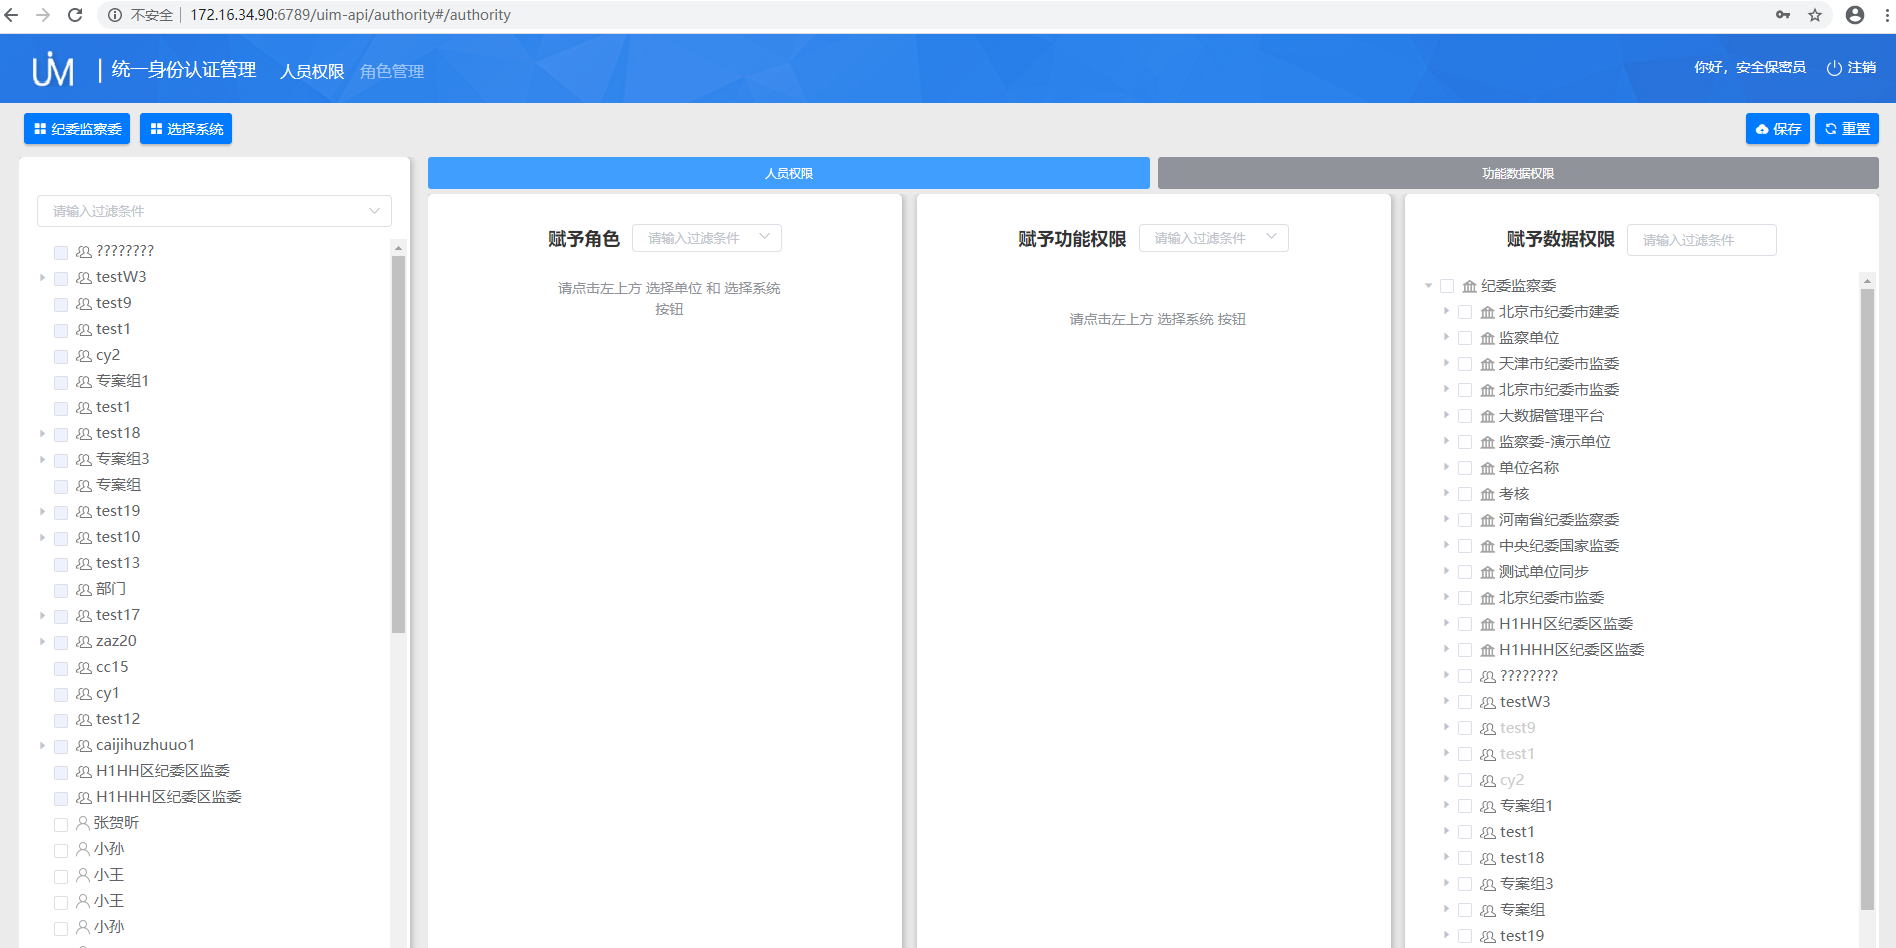 不安全 172.16.34.90:6789/uim-api/authority#/authority
UIM 统一身份认证管理 人员权限 角色管理 你好，安全保密员 注销
纪委监察委 选择系统 保存 重置
人员权限 功能数据权限
请输入过滤条件
????????
testW3
test9
test1
cy2
专案组1
test1
test18
专案组3
专案组
test19
test10
test13
部门
test17
zaz20
cc15
cy1
test12
caijihuzhuuo1
H1HH区纪委区监委
H1HHH区纪委区监委
张贺昕
小孙
小王
小王
小孙
赋予角色 请输入过滤条件
请点击左上方 选择单位 和 选择系统
按钮
赋予功能权限 请输入过滤条件
请点击左上方 选择系统 按钮
赋予数据权限 请输入过滤条件
纪委监察委
北京市纪委市建委
监察单位
天津市纪委市监委
北京市纪委市监委
大数据管理平台
监察委-演示单位
单位名称
考核
河南省纪委监察委
中央纪委国家监委
测试单位同步
北京纪委市监委
H1HH区纪委区监委
H1HHH区纪委区监委
????????
testW3
test9
test1
cy2
专案组1
test1
test18
专案组3
专案组
test19